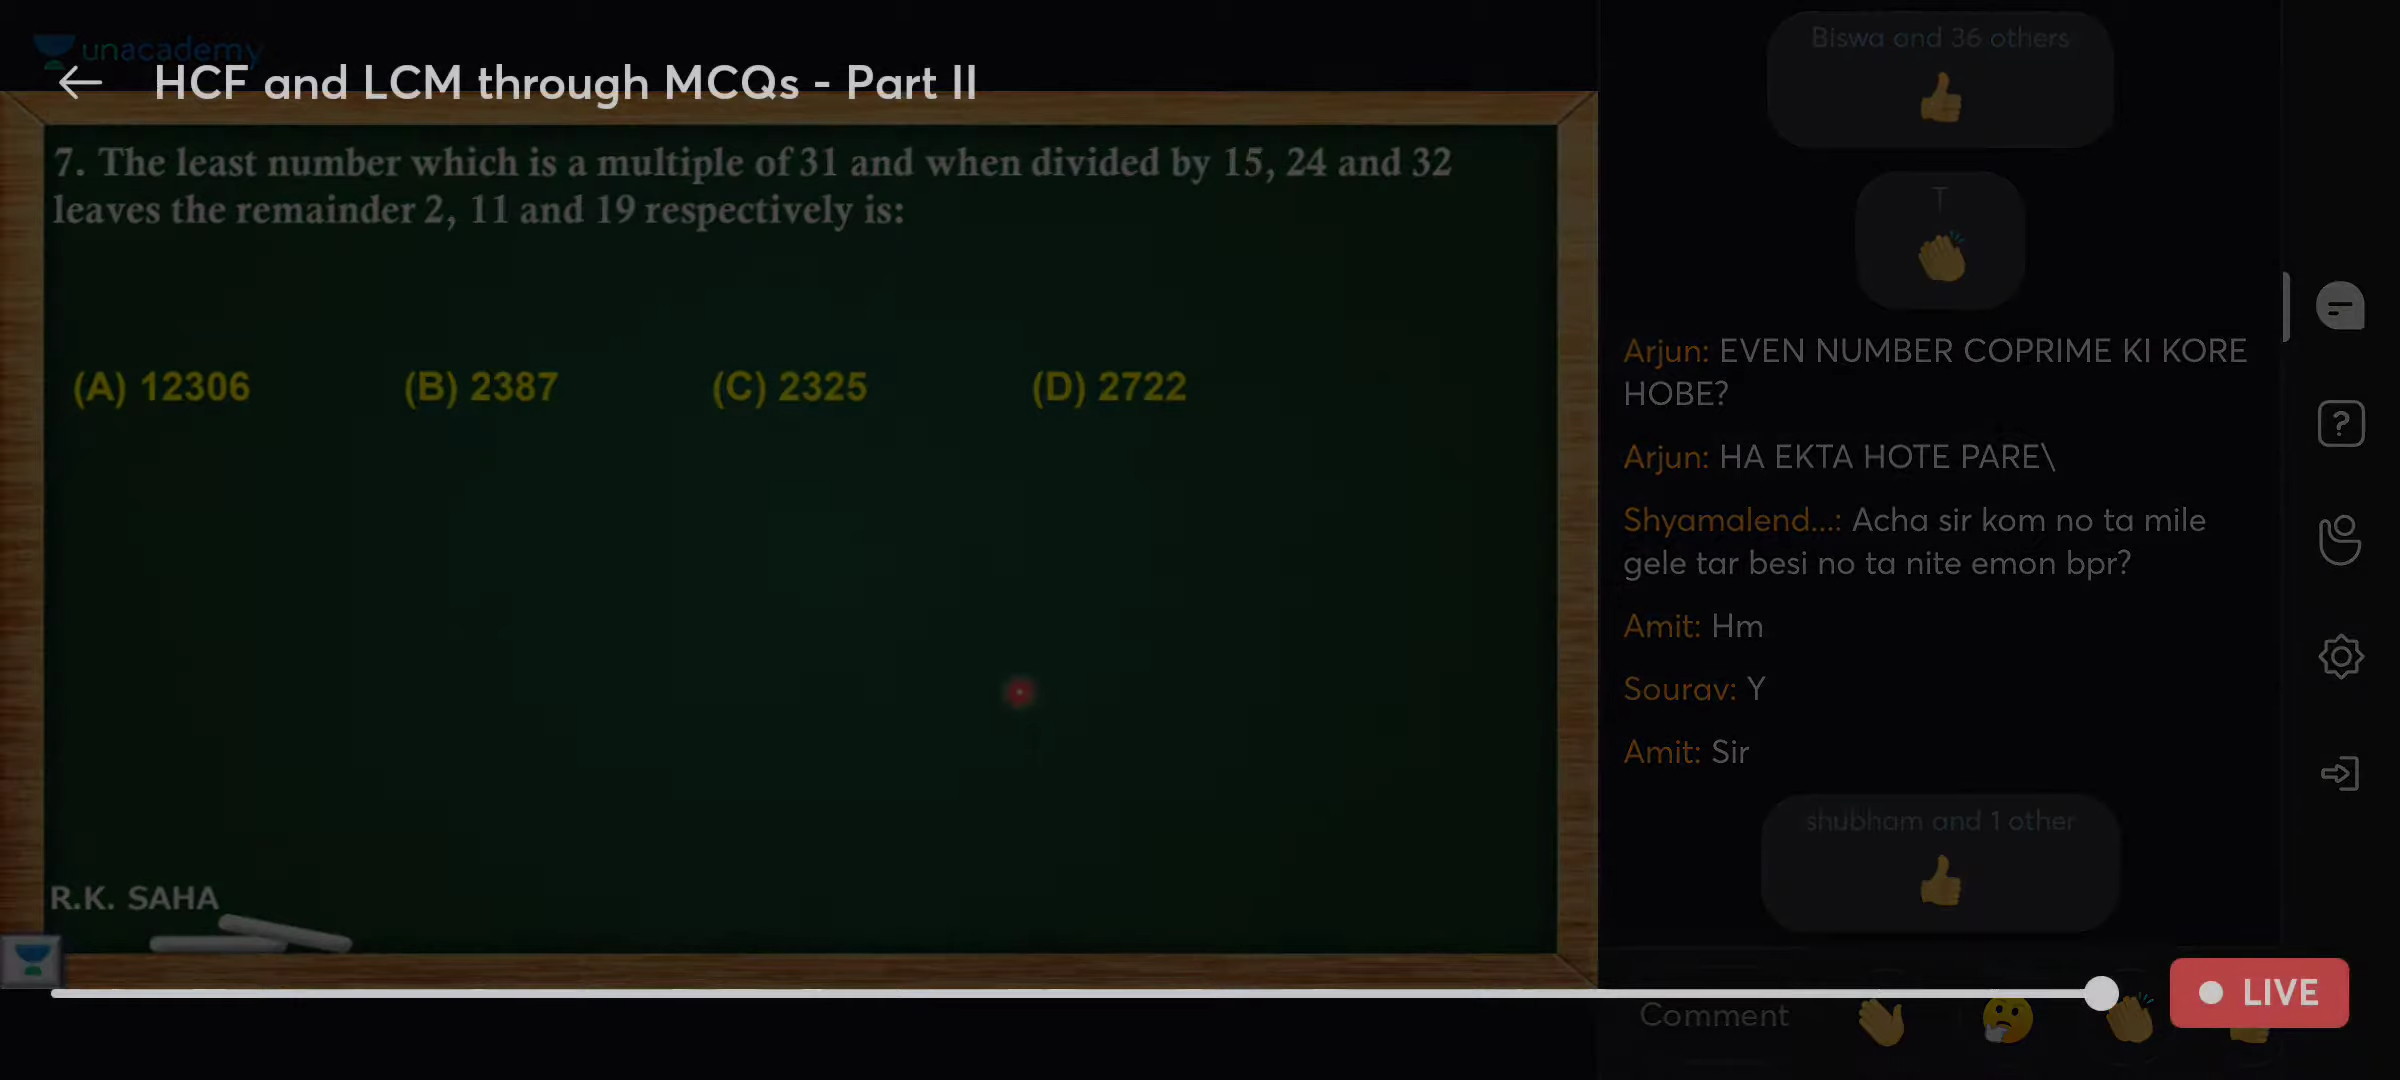 unacademy
HCF and LCM through MCQs - Part II
7. The least number which is a multiple of 31 and when divided by 15, 24 and 32
leaves the remainder 2, 11 and 19 respectively is:
(A) 12306 (B) 2387 (C) 2325 (D) 2722
R.K. SAHA
Biswa and 36 others
T
Arjun: EVEN NUMBER COPRIME KI KORE
HOBE?
Arjun: HA EKTA HOTE PARE\
Shyamalend...: Acha sir kom no ta mile
gele tar besi no ta nite emon bpr?
Amit: Hm
Sourav: Y
Amit: Sir
shubham and 1 other
Comment
LIVE